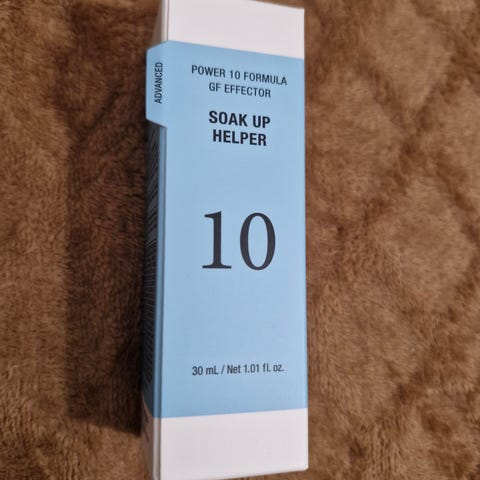 ADVANCED
POWER 10 FORMULA
GF EFFECTOR
SOAK UP
HELPER
10
30 mL / Net 1.01 fl. oz.